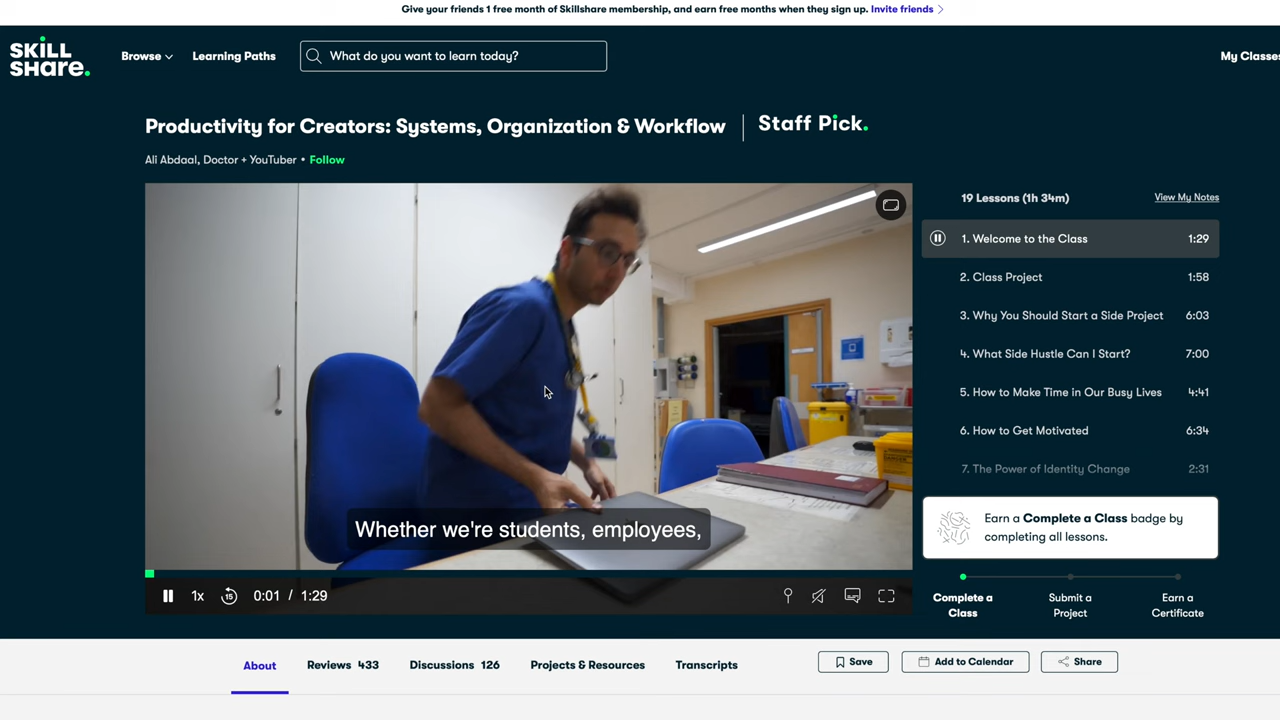 Give your friends 1 free month of Skillshare membership, and earn free months when they sign up. Invite friends
SKILL
SHARE.
Browse
Learning Paths
What do you want to learn today?
My Classes
Productivity for Creators: Systems, Organization & Workflow
Staff Pick.
Ali Abdaal, Doctor + YouTuber • Follow
19 Lessons (1h 34m)
View My Notes
1. Welcome to the Class 1:29
2. Class Project 1:58
3. Why You Should Start a Side Project 6:03
4. What Side Hustle Can I Start? 7:00
5. How to Make Time in Our Busy Lives 4:41
6. How to Get Motivated 6:34
7. The Power of Identity Change 2:31
Whether we're students, employees,
1x
15
0:01 / 1:29
Earn a Complete a Class badge by
completing all lessons.
Complete a
Class
Submit a
Project
Earn a
Certificate
About
Reviews 433
Discussions 126
Projects & Resources
Transcripts
Save
Add to Calendar
Share